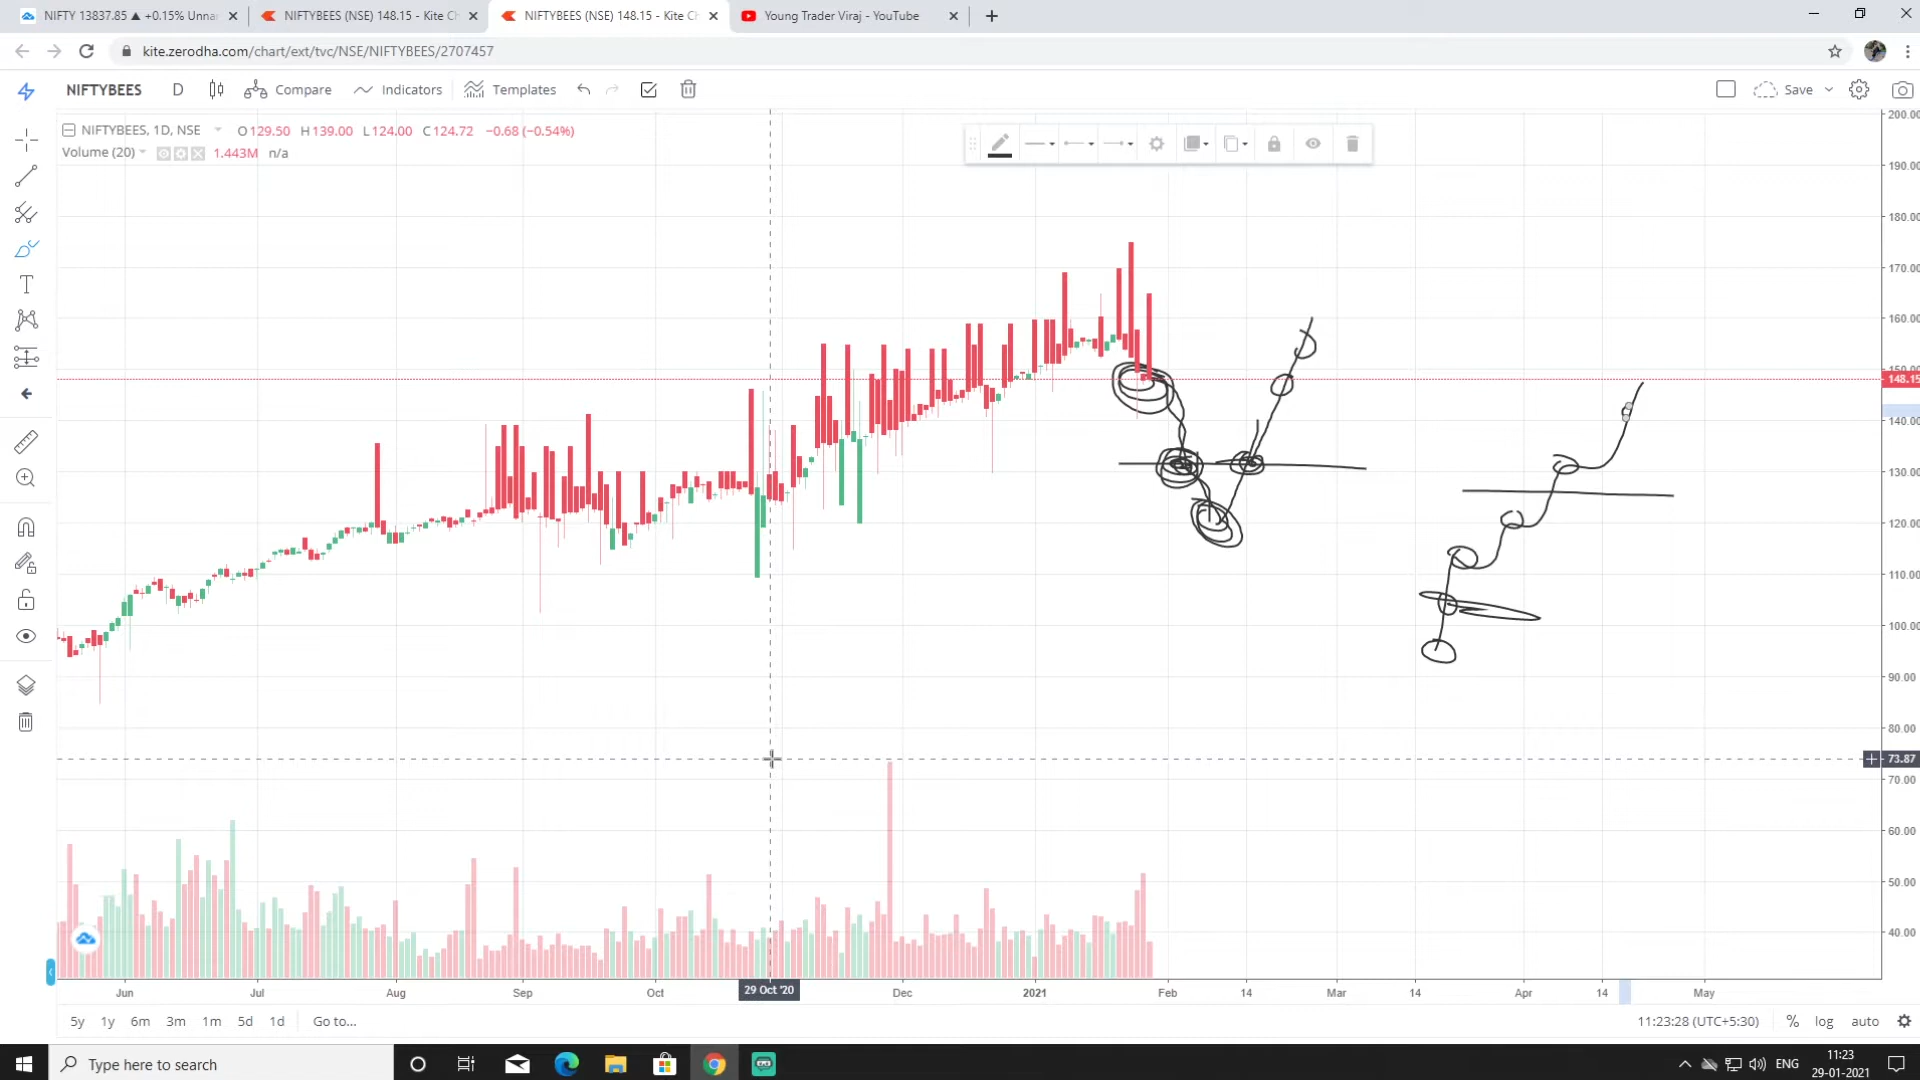 NIFTY 13837.85 ▲ +0.15% Unnar
NIFTYBEES (NSE) 148.15 - Kite Ch
NIFTYBEES (NSE) 148.15 - Kite Ch
Young Trader Viraj - YouTube
kite.zerodha.com/chart/ext/tvc/NSE/NIFTYBEES/2707457
NIFTYBEES D Compare Indicators Templates Save
NIFTYBEES, 1D, NSE O129.50 H139.00 L124.00 C124.72 −0.68 (−0.54%)
Volume (20) 1.443M n/a
200.00
190.00
180.00
170.00
160.00
148.15
140.00
130.00
120.00
110.00
100.00
90.00
80.00
73.87
70.00
60.00
50.00
40.00
Jun Jul Aug Sep Oct 29 Oct '20 Dec 2021 Feb 14 Mar 14 Apr 14 May
5y 1y 6m 3m 1m 5d 1d Go to... 11:23:28 (UTC+5:30) % log auto
Type here to search
ENG
11:23
29-01-2021